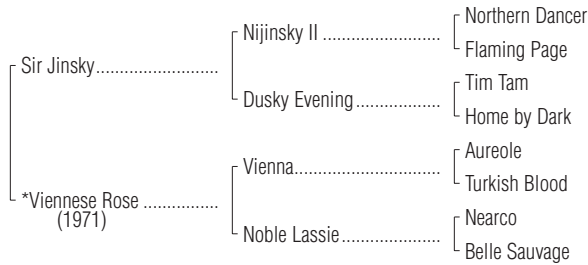 Northern Dancer
Nijinsky II ........................
Flaming Page
Sir Jinsky.........................
Tim Tam
Dusky Evening .................
Home by Dark
Aureole
Vienna..............................
Turkish Blood
*Viennese Rose ...............
(1971)
Nearco
Noble Lassie....................
Belle Sauvage